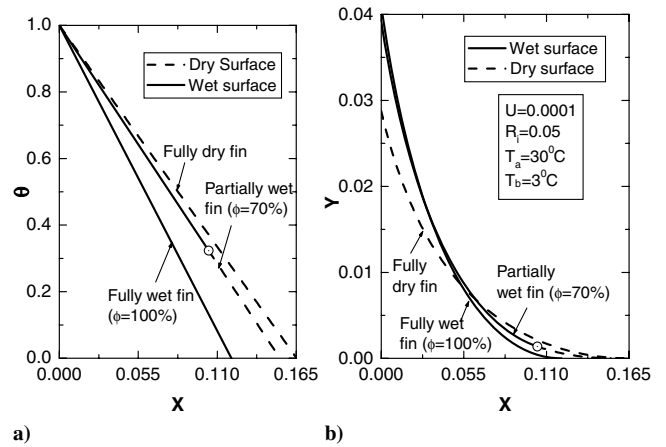 1.0
0.8
0.6
0.4
0.2
0.0
θ
Dry Surface
Wet surface
Fully dry fin
Partially wet
fin (ϕ=70%)
Fully wet fin
(ϕ=100%)
0.000
0.055
0.110
0.165
X
a)
0.04
0.03
0.02
0.01
0.00
Y
Wet surface
Dry surface
U=0.0001
Rᵢ=0.05
Tₐ=30⁰C
T_b=3⁰C
Fully
dry fin
Partially
wet fin (ϕ=70%)
Fully wet
fin (ϕ=100%)
0.000
0.055
0.110
0.165
X
b)